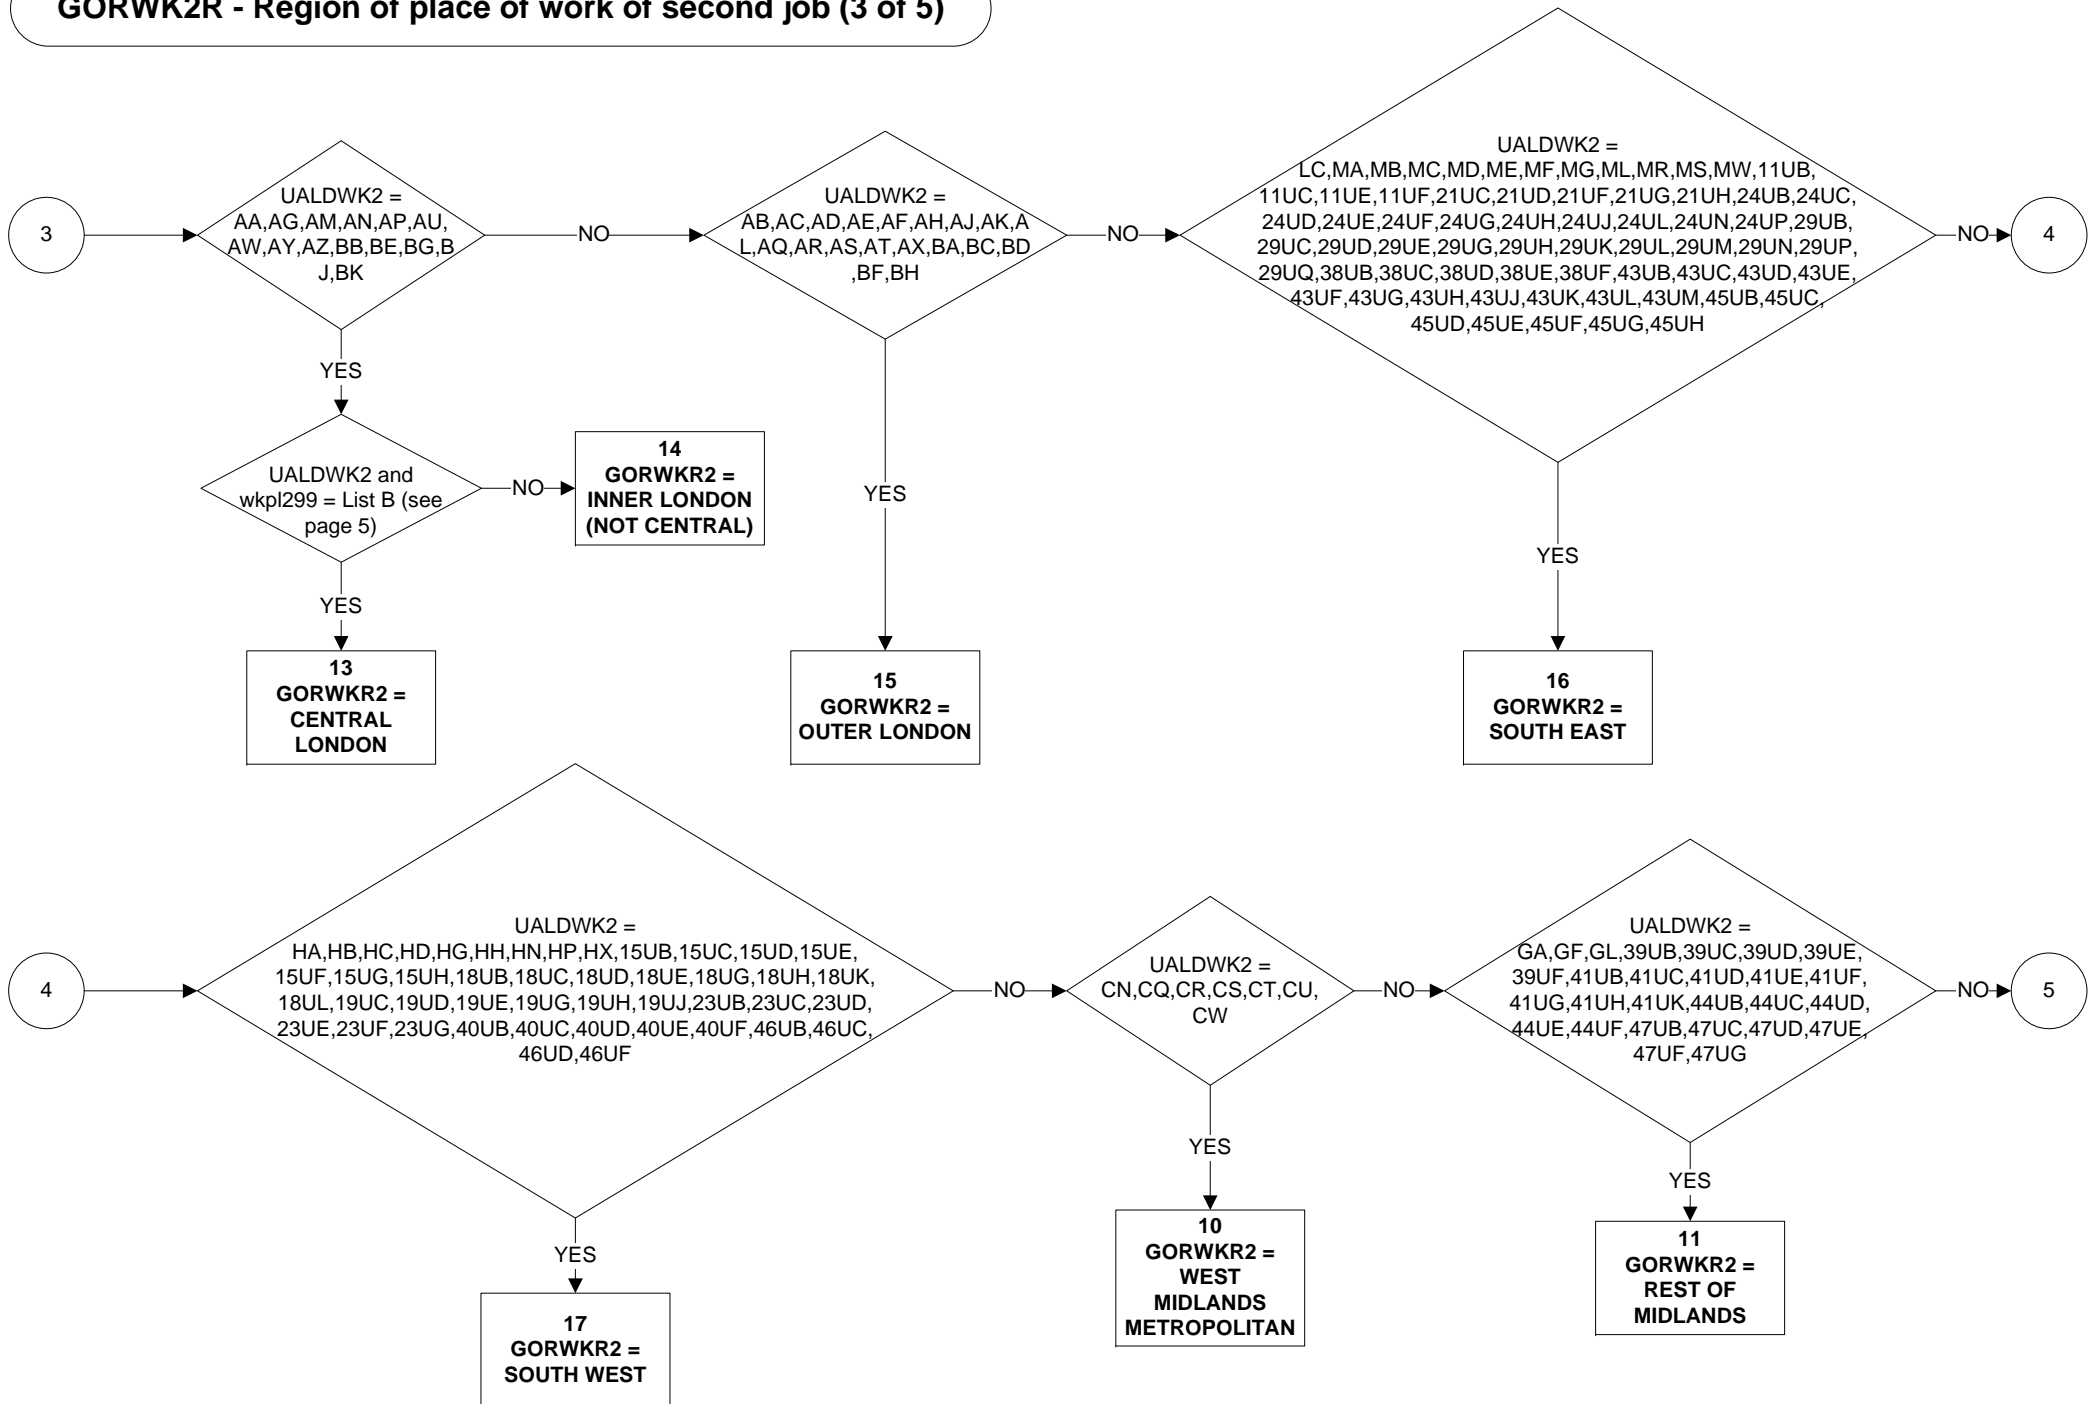 GORWK2R - Region of place of work of second job (3 of 5)
3
UALDWK2 =
AA,AG,AM,AN,AP,AU,
AW,AY,AZ,BB,BE,BG,B
J,BK
NO
UALDWK2 =
AB,AC,AD,AE,AF,AH,AJ,AK,A
L,AQ,AR,AS,AT,AX,BA,BC,BD
,BF,BH
NO
UALDWK2 =
LC,MA,MB,MC,MD,ME,MF,MG,ML,MR,MS,MW,11UB,
11UC,11UE,11UF,21UC,21UD,21UF,21UG,21UH,24UB,24UC,
24UD,24UE,24UF,24UG,24UH,24UJ,24UL,24UN,24UP,29UB,
29UC,29UD,29UE,29UG,29UH,29UK,29UL,29UM,29UN,29UP,
29UQ,38UB,38UC,38UD,38UE,38UF,43UB,43UC,43UD,43UE,
43UF,43UG,43UH,43UJ,43UK,43UL,43UM,45UB,45UC,
45UD,45UE,45UF,45UG,45UH
NO
4
YES
UALDWK2 and
wkpl299 = List B (see
page 5)
NO
14
GORWKR2 =
INNER LONDON
(NOT CENTRAL)
YES
YES
YES
13
GORWKR2 =
CENTRAL
LONDON
15
GORWKR2 =
OUTER LONDON
16
GORWKR2 =
SOUTH EAST
4
UALDWK2 =
HA,HB,HC,HD,HG,HH,HN,HP,HX,15UB,15UC,15UD,15UE,
15UF,15UG,15UH,18UB,18UC,18UD,18UE,18UG,18UH,18UK,
18UL,19UC,19UD,19UE,19UG,19UH,19UJ,23UB,23UC,23UD,
23UE,23UF,23UG,40UB,40UC,40UD,40UE,40UF,46UB,46UC,
46UD,46UF
NO
UALDWK2 =
CN,CQ,CR,CS,CT,CU,
CW
NO
UALDWK2 =
GA,GF,GL,39UB,39UC,39UD,39UE,
39UF,41UB,41UC,41UD,41UE,41UF,
41UG,41UH,41UK,44UB,44UC,44UD,
44UE,44UF,47UB,47UC,47UD,47UE,
47UF,47UG
NO
5
YES
YES
YES
17
GORWKR2 =
SOUTH WEST
10
GORWKR2 =
WEST
MIDLANDS
METROPOLITAN
11
GORWKR2 =
REST OF
MIDLANDS